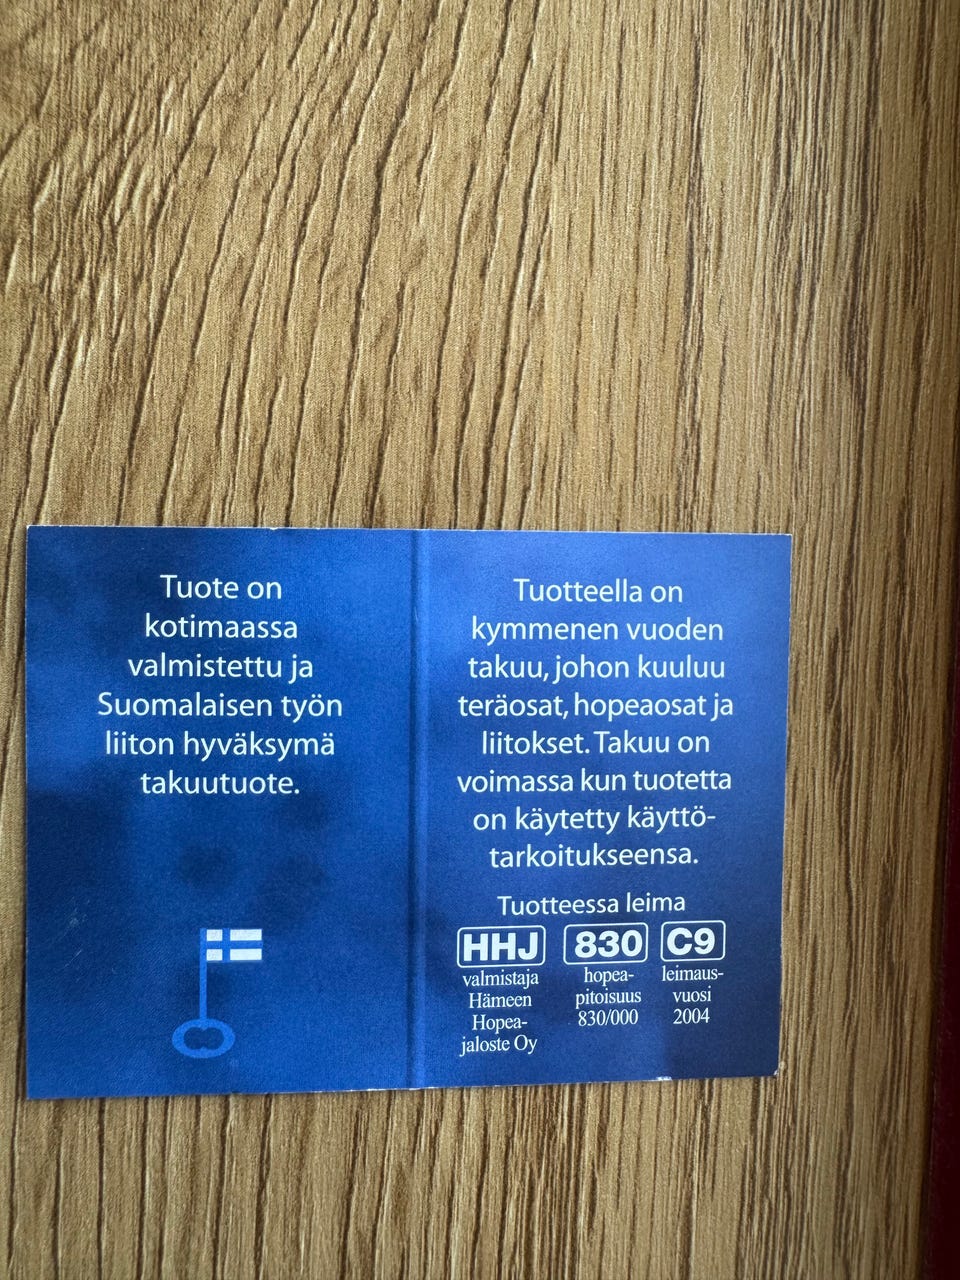 Tuote on
kotimaassa
valmistettu ja
Suomalaisen työn
liiton hyväksymä
takuutuote.
Tuotteella on
kymmenen vuoden
takuu, johon kuuluu
teräosat, hopeaosat ja
liitokset. Takuu on
voimassa kun tuotetta
on käytetty käyttö-
tarkoitukseensa.
Tuotteessa leima
HHJ 830 C9
valmistaja
Hämeen
Hopea-
jaloste Oy
hopea-
pitoisuus
830/000
leimaus-
vuosi
2004